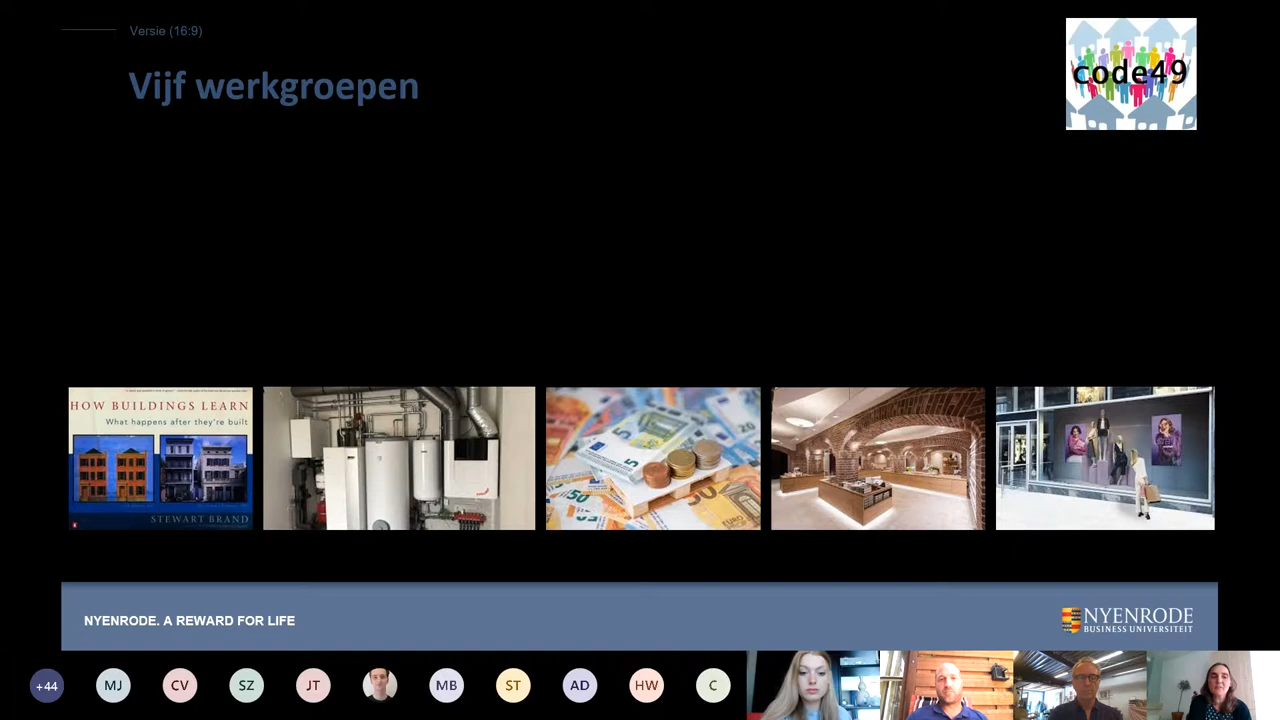 Versie (16:9)
Vijf werkgroepen
code49
HOW BUILDINGS LEARN
What happens after they're built
STEWART BRAND
NYENRODE. A REWARD FOR LIFE
NYENRODE
BUSINESS UNIVERSITEIT
+44
MJ
CV
SZ
JT
MB
ST
AD
HW
C